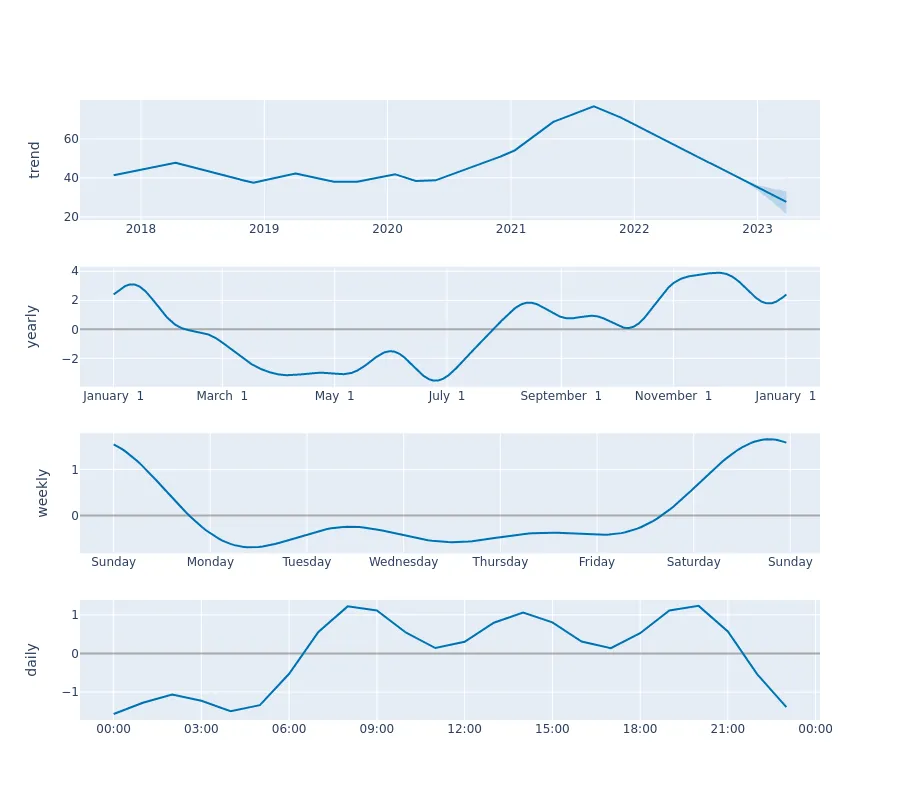 trend
60
40
20
2018 2019 2020 2021 2022 2023
yearly
4
2
0
−2
January 1 March 1 May 1 July 1 September 1 November 1 January 1
weekly
1
0
Sunday Monday Tuesday Wednesday Thursday Friday Saturday Sunday
daily
1
0
−1
00:00 03:00 06:00 09:00 12:00 15:00 18:00 21:00 00:00